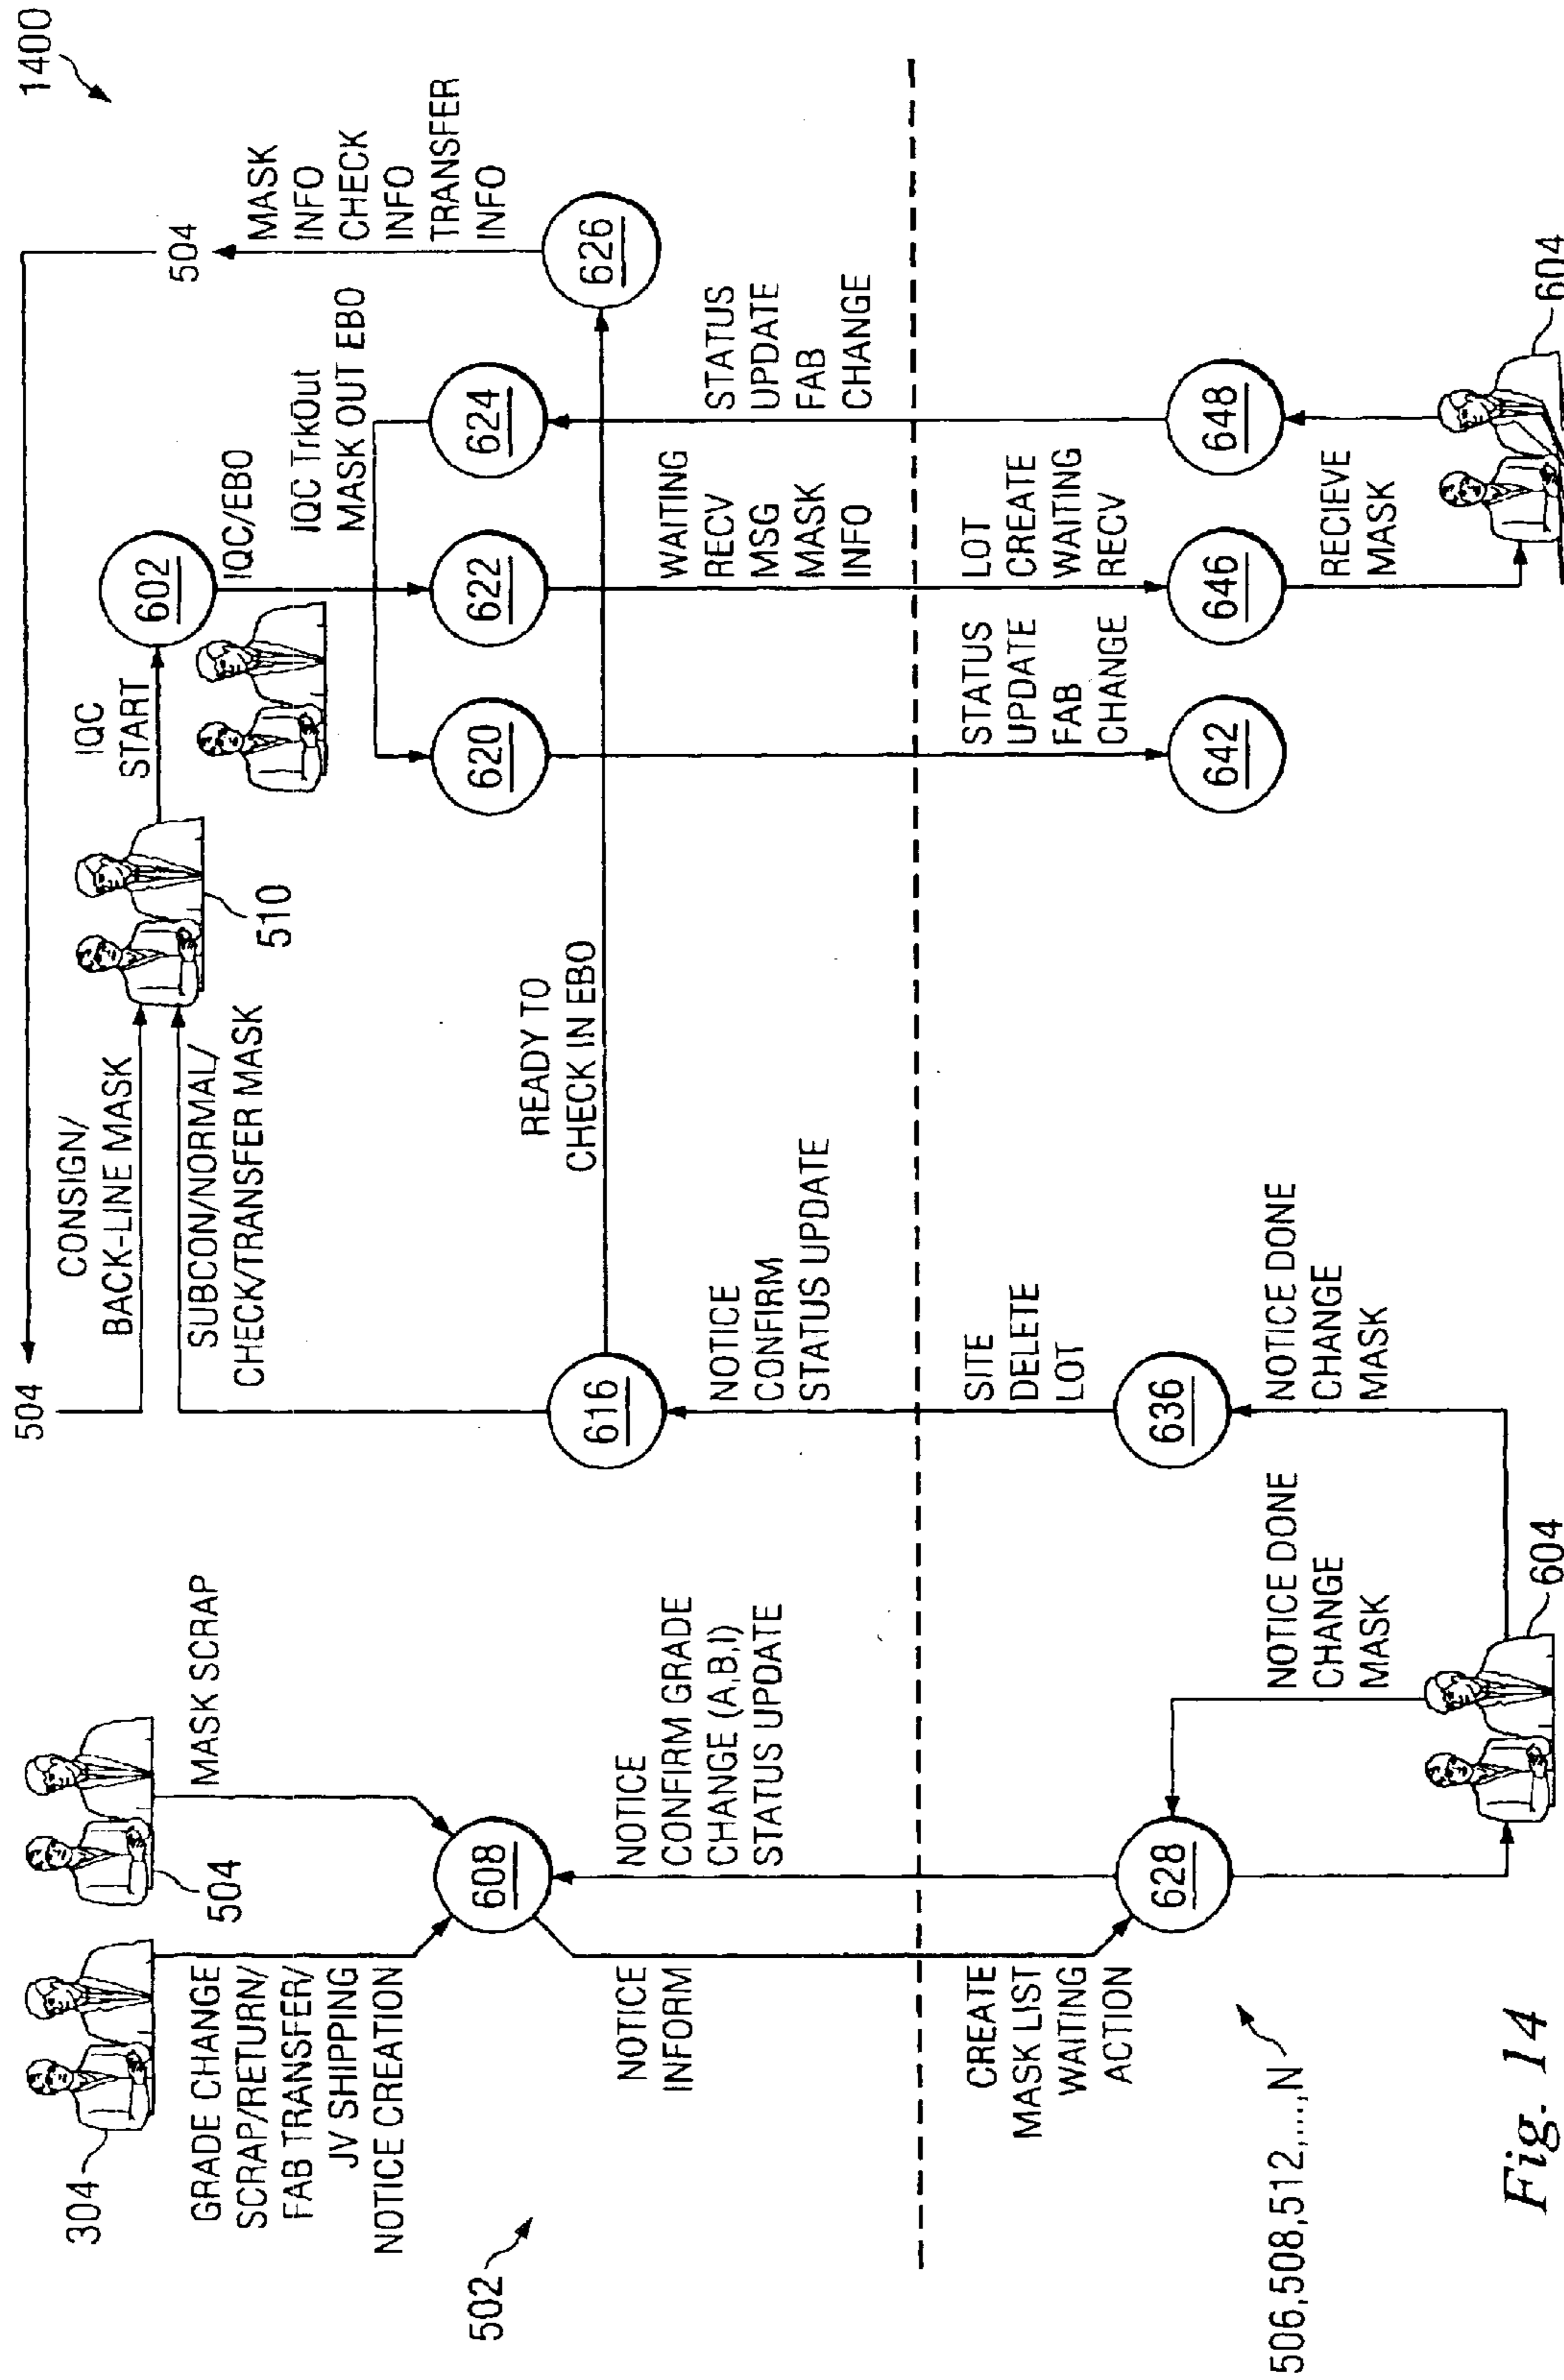 1400
304
504
GRADE CHANGE
SCRAP/RETURN/
FAB TRANSFER/
JV SHIPPING
NOTICE CREATION
MASK SCRAP
608
502
NOTICE
INFORM
NOTICE
CONFIRM GRADE
CHANGE (A,B,I)
STATUS UPDATE
CREATE
MASK LIST
WAITING
ACTION
628
506,508,512,...,N
NOTICE DONE
CHANGE
MASK
604
504
CONSIGN/
BACK-LINE MASK
SUBCON/NORMAL/
CHECK/TRANSFER MASK
510
616
READY TO
CHECK IN EBO
NOTICE
CONFIRM
STATUS UPDATE
SITE
DELETE
LOT
636
NOTICE DONE
CHANGE
MASK
IQC
START
602
IQC/EBO
IQC TrkOut
MASK OUT EBO
620
622
624
504
MASK
INFO
CHECK
INFO
TRANSFER
INFO
626
WAITING
RECV
MSG
MASK
INFO
STATUS
UPDATE
FAB
CHANGE
STATUS
UPDATE
FAB
CHANGE
LOT
CREATE
WAITING
RECV
642
646
648
RECIEVE
MASK
604
Fig. 14